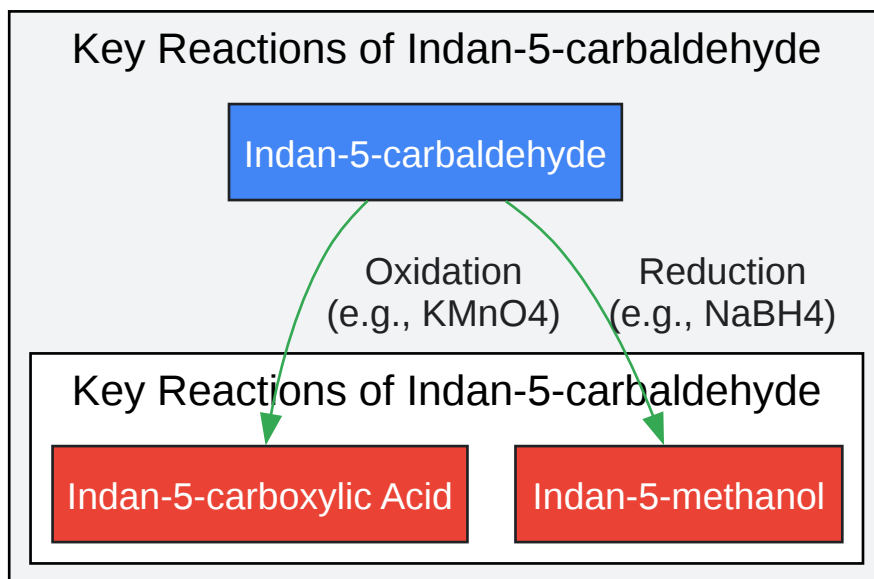 Key Reactions of Indan-5-carbaldehyde
Indan-5-carbaldehyde
Oxidation
(e.g., KMnO4)
Reduction
(e.g., NaBH4)
Key Reactions of Indan-5-carbaldehyde
Indan-5-carboxylic Acid
Indan-5-methanol